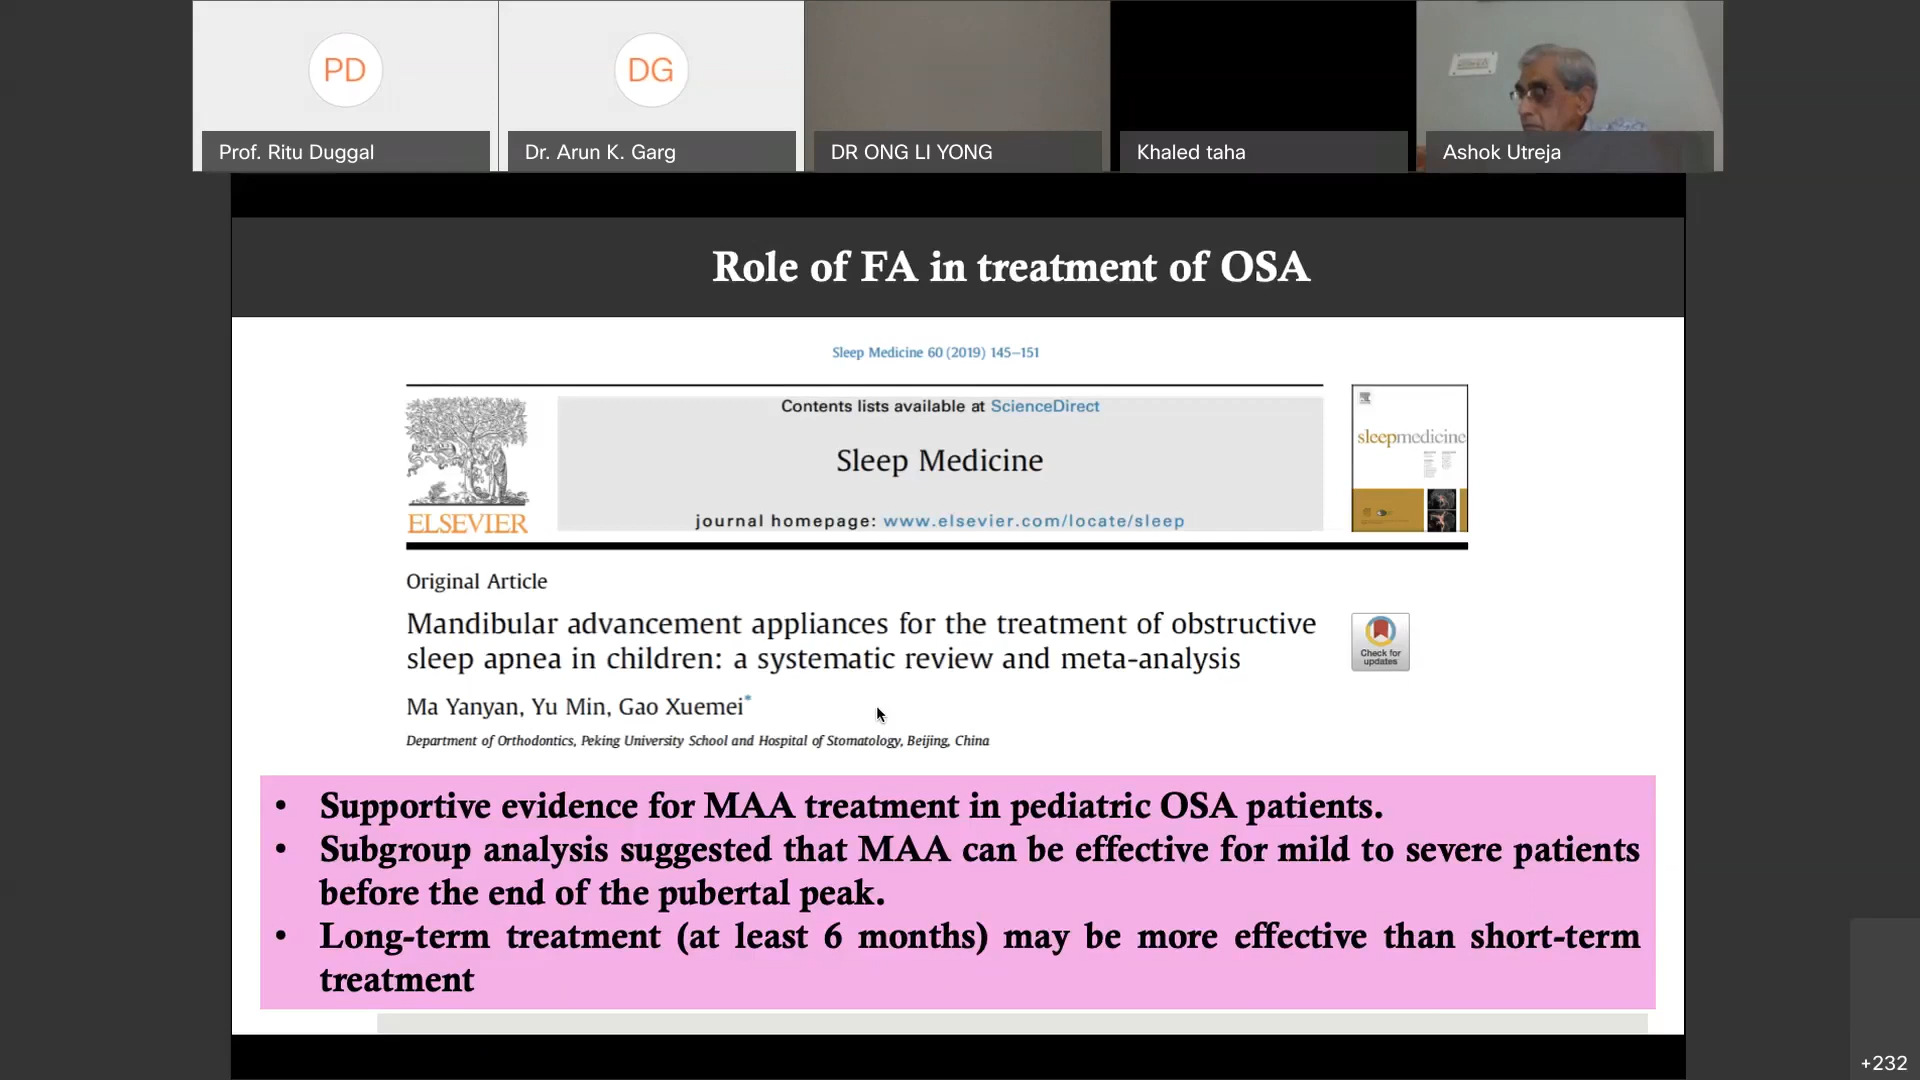 PD
DG
Prof. Ritu Duggal
Dr. Arun K. Garg
DR ONG LI YONG
Khaled taha
Ashok Utreja
Role of FA in treatment of OSA
Sleep Medicine 60 (2019) 145–151
Contents lists available at ScienceDirect
Sleep Medicine
journal homepage: www.elsevier.com/locate/sleep
ELSEVIER
sleepmedicine
Original Article
Mandibular advancement appliances for the treatment of obstructive
sleep apnea in children: a systematic review and meta-analysis
Check for
updates
Ma Yanyan, Yu Min, Gao Xuemei*
Department of Orthodontics, Peking University School and Hospital of Stomatology, Beijing, China
• Supportive evidence for MAA treatment in pediatric OSA patients.
• Subgroup analysis suggested that MAA can be effective for mild to severe patients
before the end of the pubertal peak.
• Long-term treatment (at least 6 months) may be more effective than short-term
treatment
+232